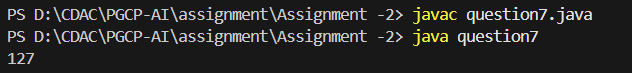 PS D:\CDAC\PGCP-AI\assignment\Assignment -2> javac question7.java
PS D:\CDAC\PGCP-AI\assignment\Assignment -2> java question7
127